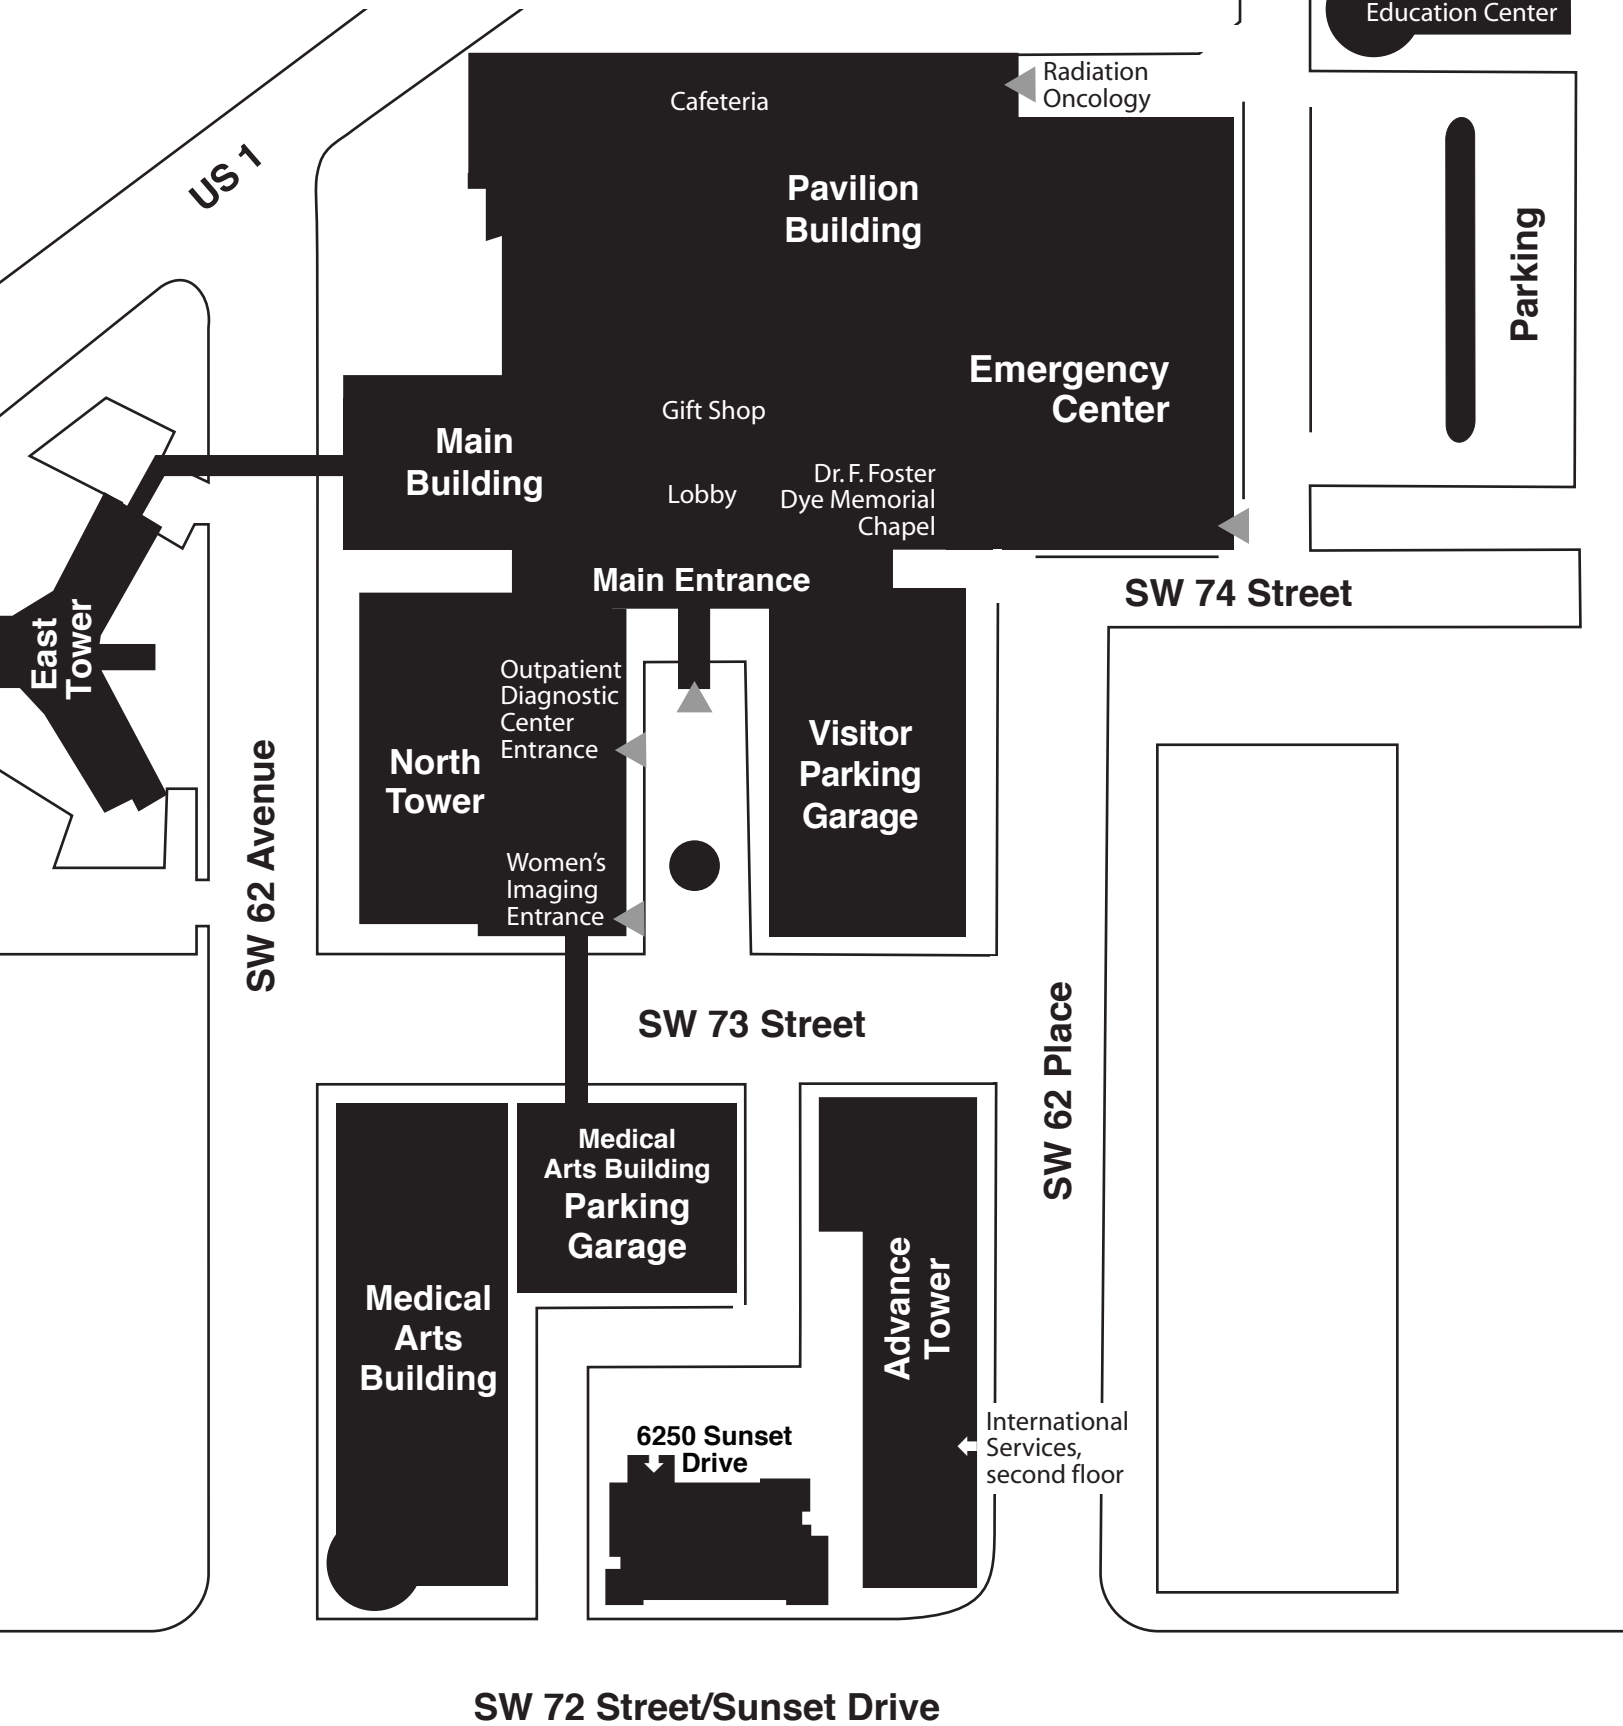 Education Center
Radiation
Oncology
Cafeteria
US 1
Pavilion
Building
Parking
Emergency
Center
Gift Shop
Main
Building
Lobby
Dr. F. Foster
Dye Memorial
Chapel
Main Entrance
SW 74 Street
East
Tower
Outpatient
Diagnostic
Center
Entrance
North
Tower
Visitor
Parking
Garage
SW 62 Avenue
Women’s
Imaging
Entrance
SW 73 Street
SW 62 Place
Medical
Arts Building
Parking
Garage
Medical
Arts
Building
Advance
Tower
International
Services,
second floor
6250 Sunset
Drive
SW 72 Street/Sunset Drive